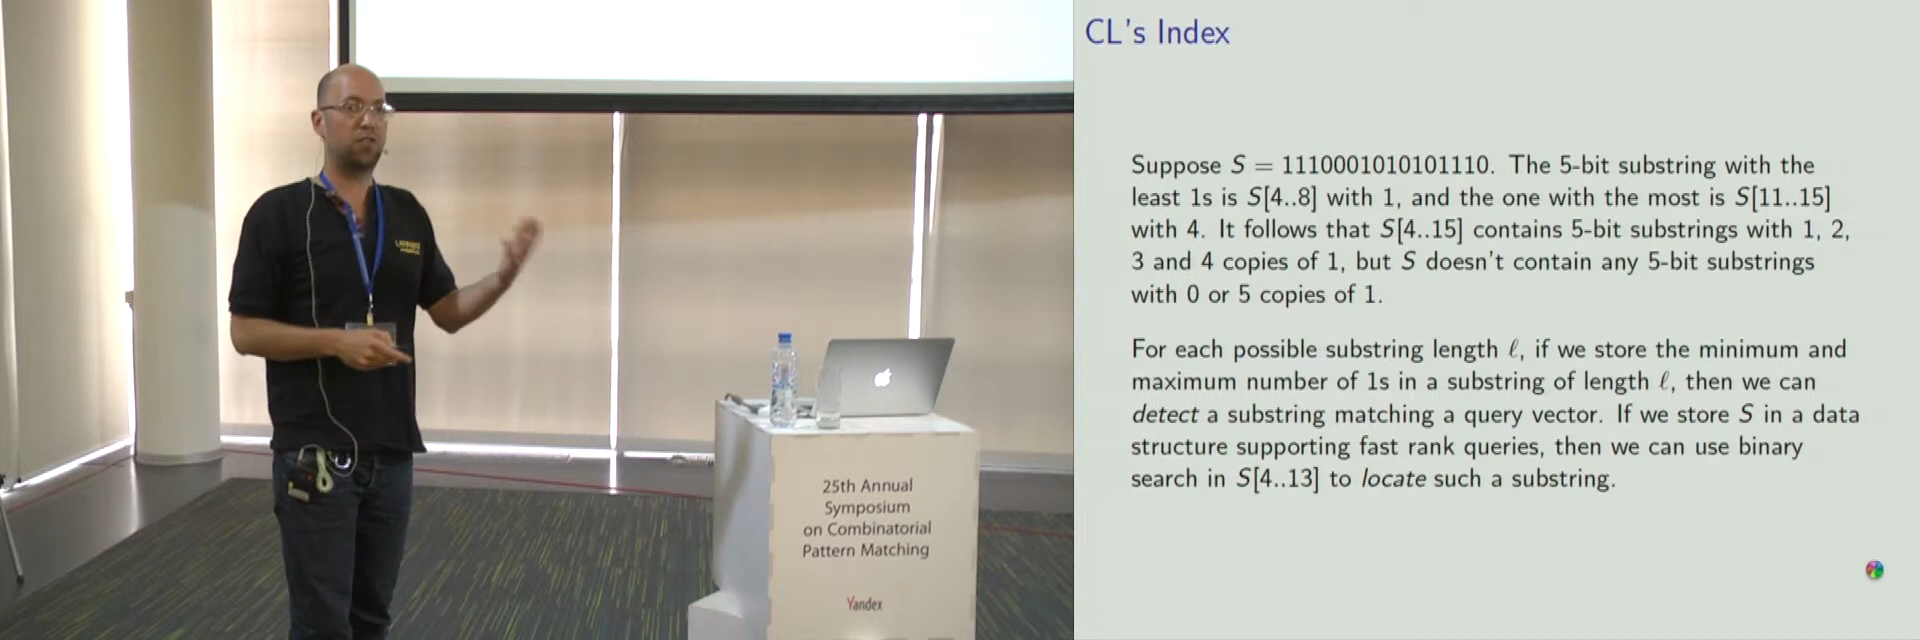 CL's Index
Suppose S = 1110001010101110. The 5-bit substring with the
least 1s is S[4..8] with 1, and the one with the most is S[11..15]
with 4. It follows that S[4..15] contains 5-bit substrings with 1, 2,
3 and 4 copies of 1, but S doesn't contain any 5-bit substrings
with 0 or 5 copies of 1.
For each possible substring length ℓ, if we store the minimum and
maximum number of 1s in a substring of length ℓ, then we can
detect a substring matching a query vector. If we store S in a data
structure supporting fast rank queries, then we can use binary
search in S[4..13] to locate such a substring.
25th Annual
Symposium
on Combinatorial
Pattern Matching
Yandex